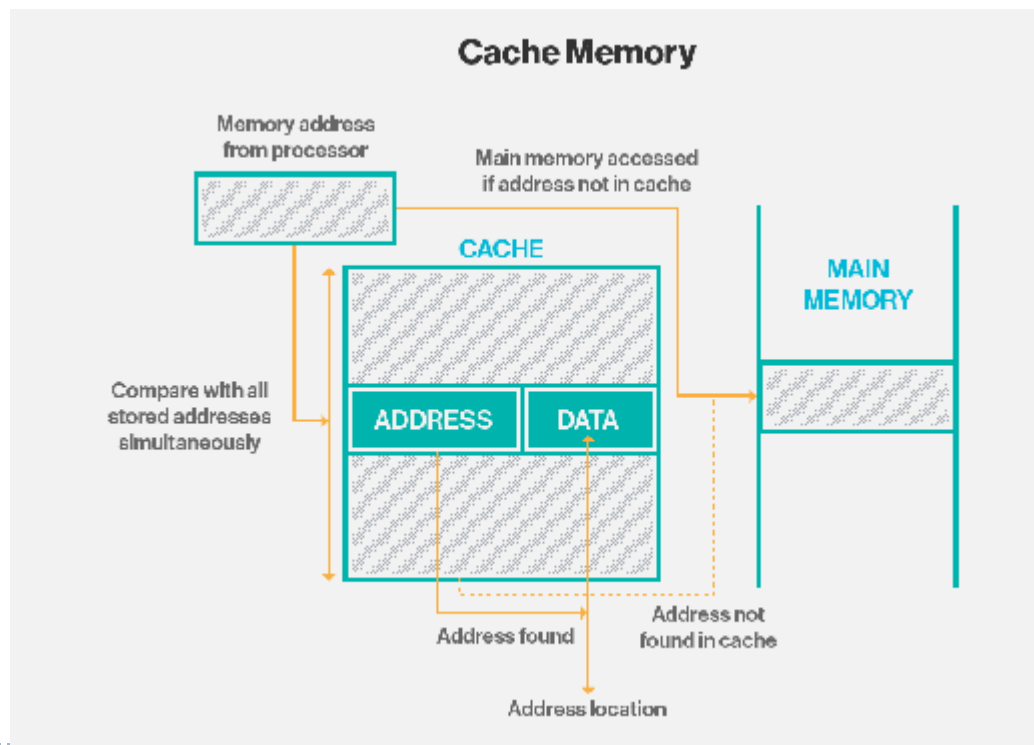 Cache Memory
Memory address
from processor
Main memory accessed
if address not in cache
CACHE
MAIN
MEMORY
Compare with all
stored addresses
simultaneously
ADDRESS
DATA
Address found
Address not
found in cache
Address location